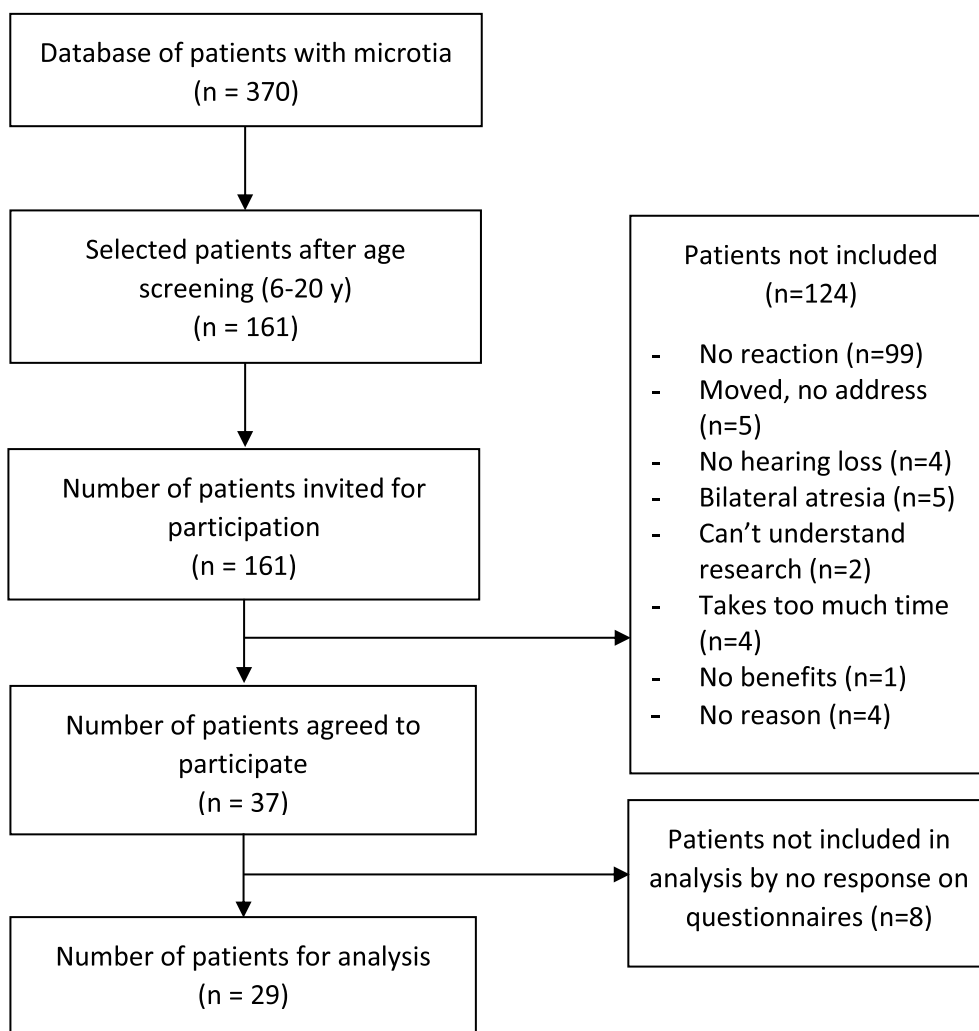 Database of patients with microtia
(n = 370)
Selected patients after age
screening (6-20 y)
(n = 161)
Number of patients invited for
participation
(n = 161)
Patients not included
(n=124)
- No reaction (n=99)
- Moved, no address
(n=5)
- No hearing loss (n=4)
- Bilateral atresia (n=5)
- Can’t understand
research (n=2)
- Takes too much time
(n=4)
- No benefits (n=1)
- No reason (n=4)
Number of patients agreed to
participate
(n = 37)
Patients not included in
analysis by no response on
questionnaires (n=8)
Number of patients for analysis
(n = 29)